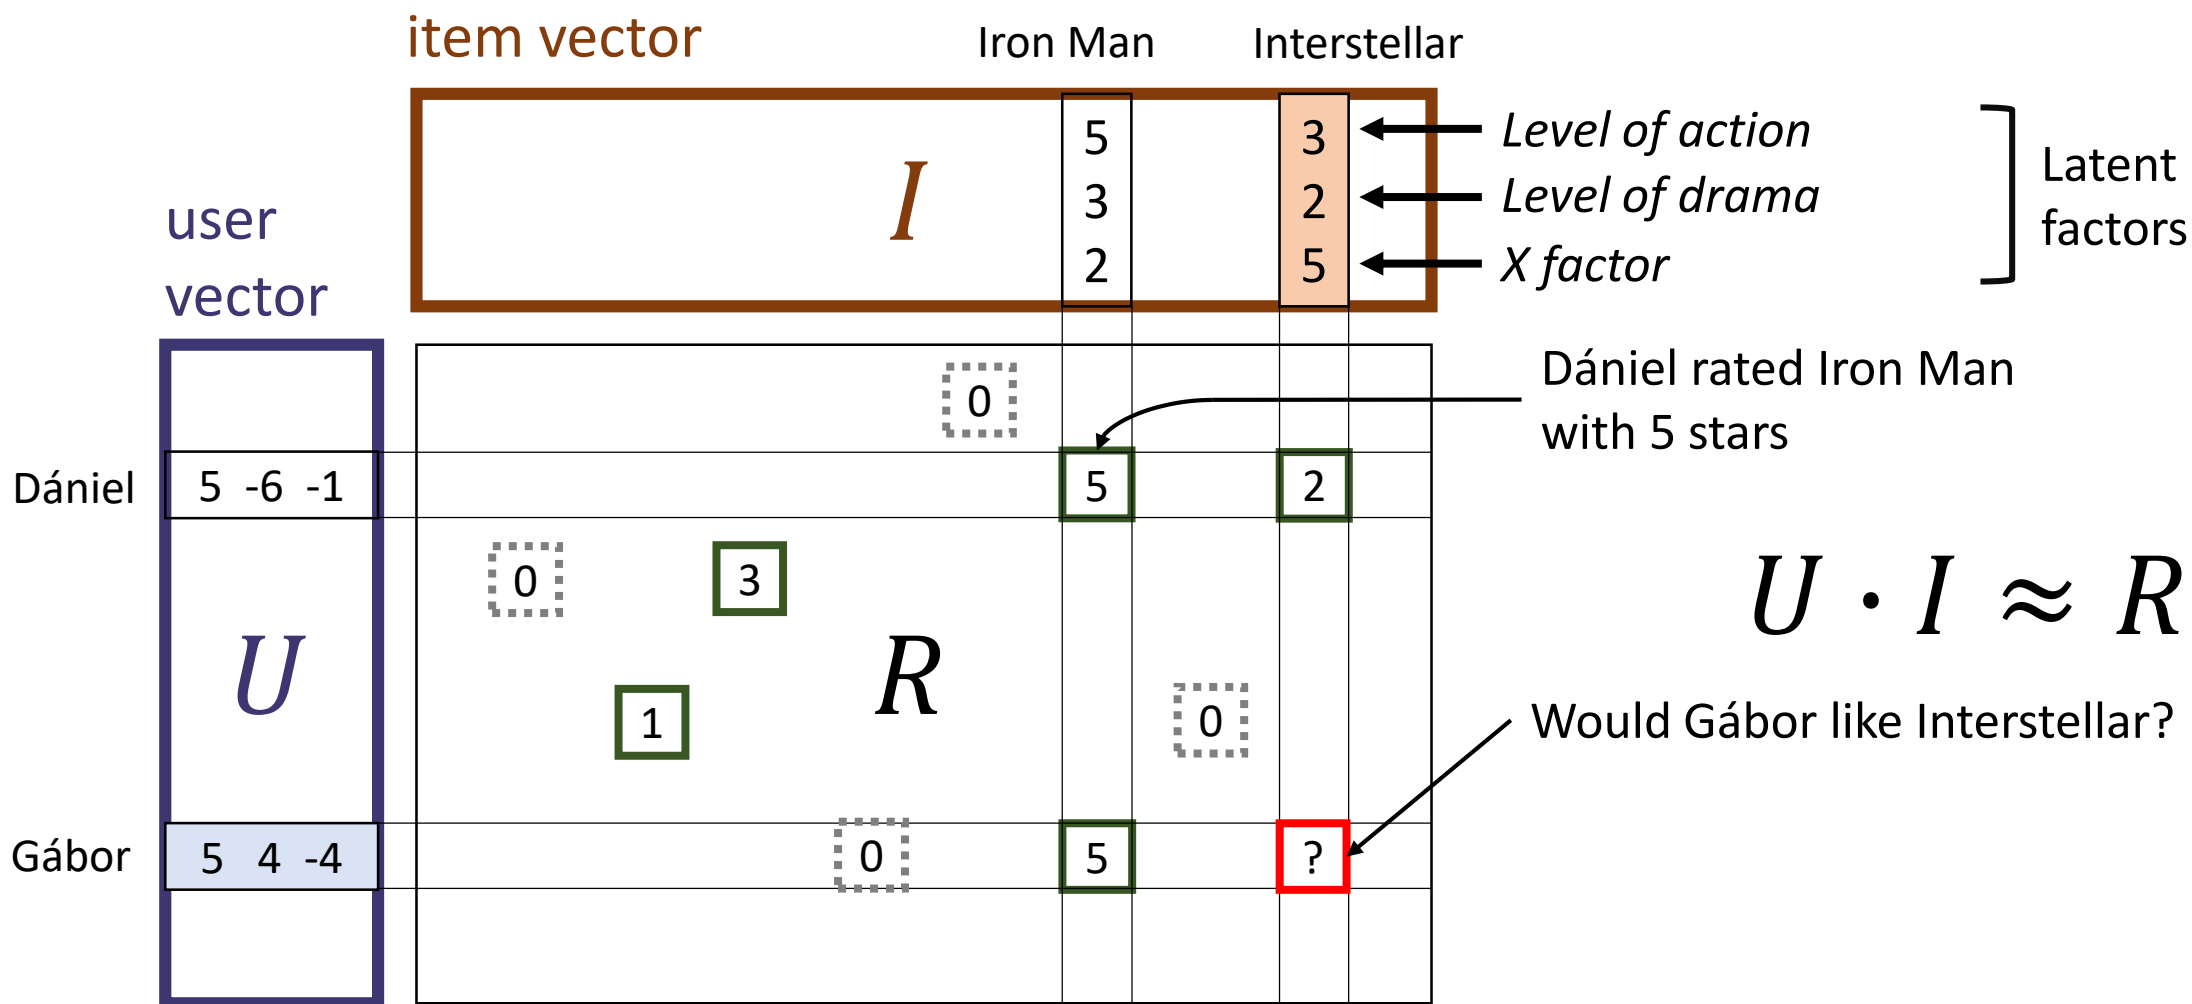 item vector
Iron Man
Interstellar
5
3
2
3
2
5
I
Level of action
Level of drama
X factor
Latent
factors
user
vector
0
Dániel rated Iron Man
with 5 stars
Dániel
5 -6 -1
5
2
0
3
U · I ≈ R
U
R
1
0
Would Gábor like Interstellar?
Gábor
5 4 -4
0
5
?